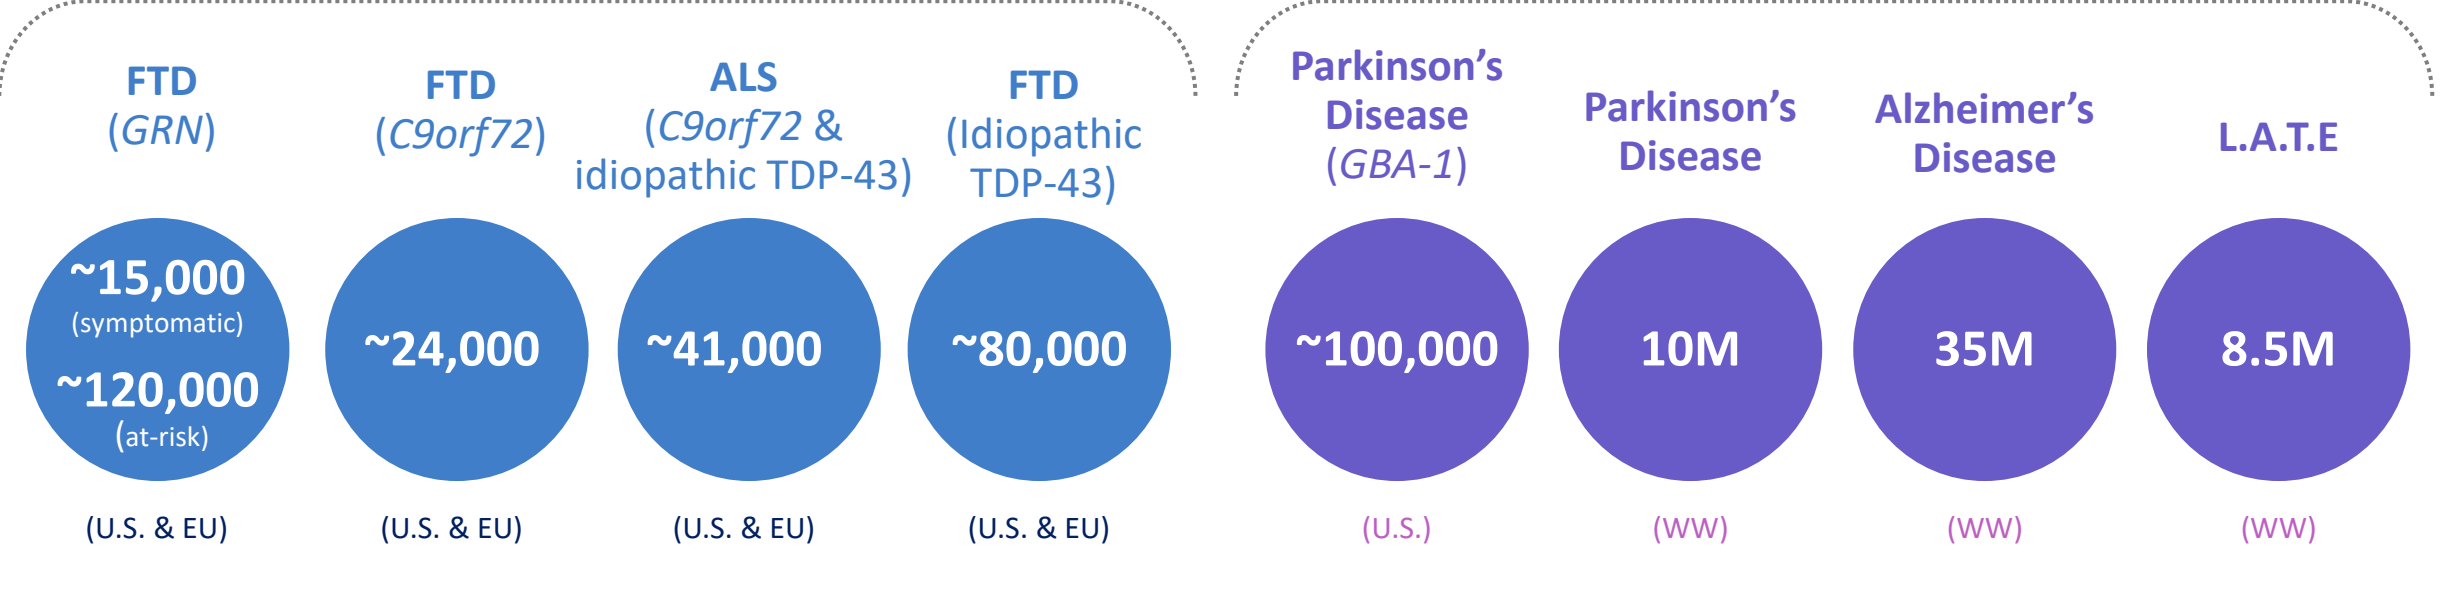 FTD
(GRN)
~15,000
(symptomatic)
~120,000
(at-risk)
(U.S. & EU)
FTD
(C9orf72)
~24,000
(U.S. & EU)
ALS
(C9orf72 &
idiopathic TDP-43)
~41,000
(U.S. & EU)
FTD
(Idiopathic
TDP-43)
~80,000
(U.S. & EU)
Parkinson’s
Disease
(GBA-1)
~100,000
(U.S.)
Parkinson’s
Disease
10M
(WW)
Alzheimer’s
Disease
35M
(WW)
L.A.T.E
8.5M
(WW)